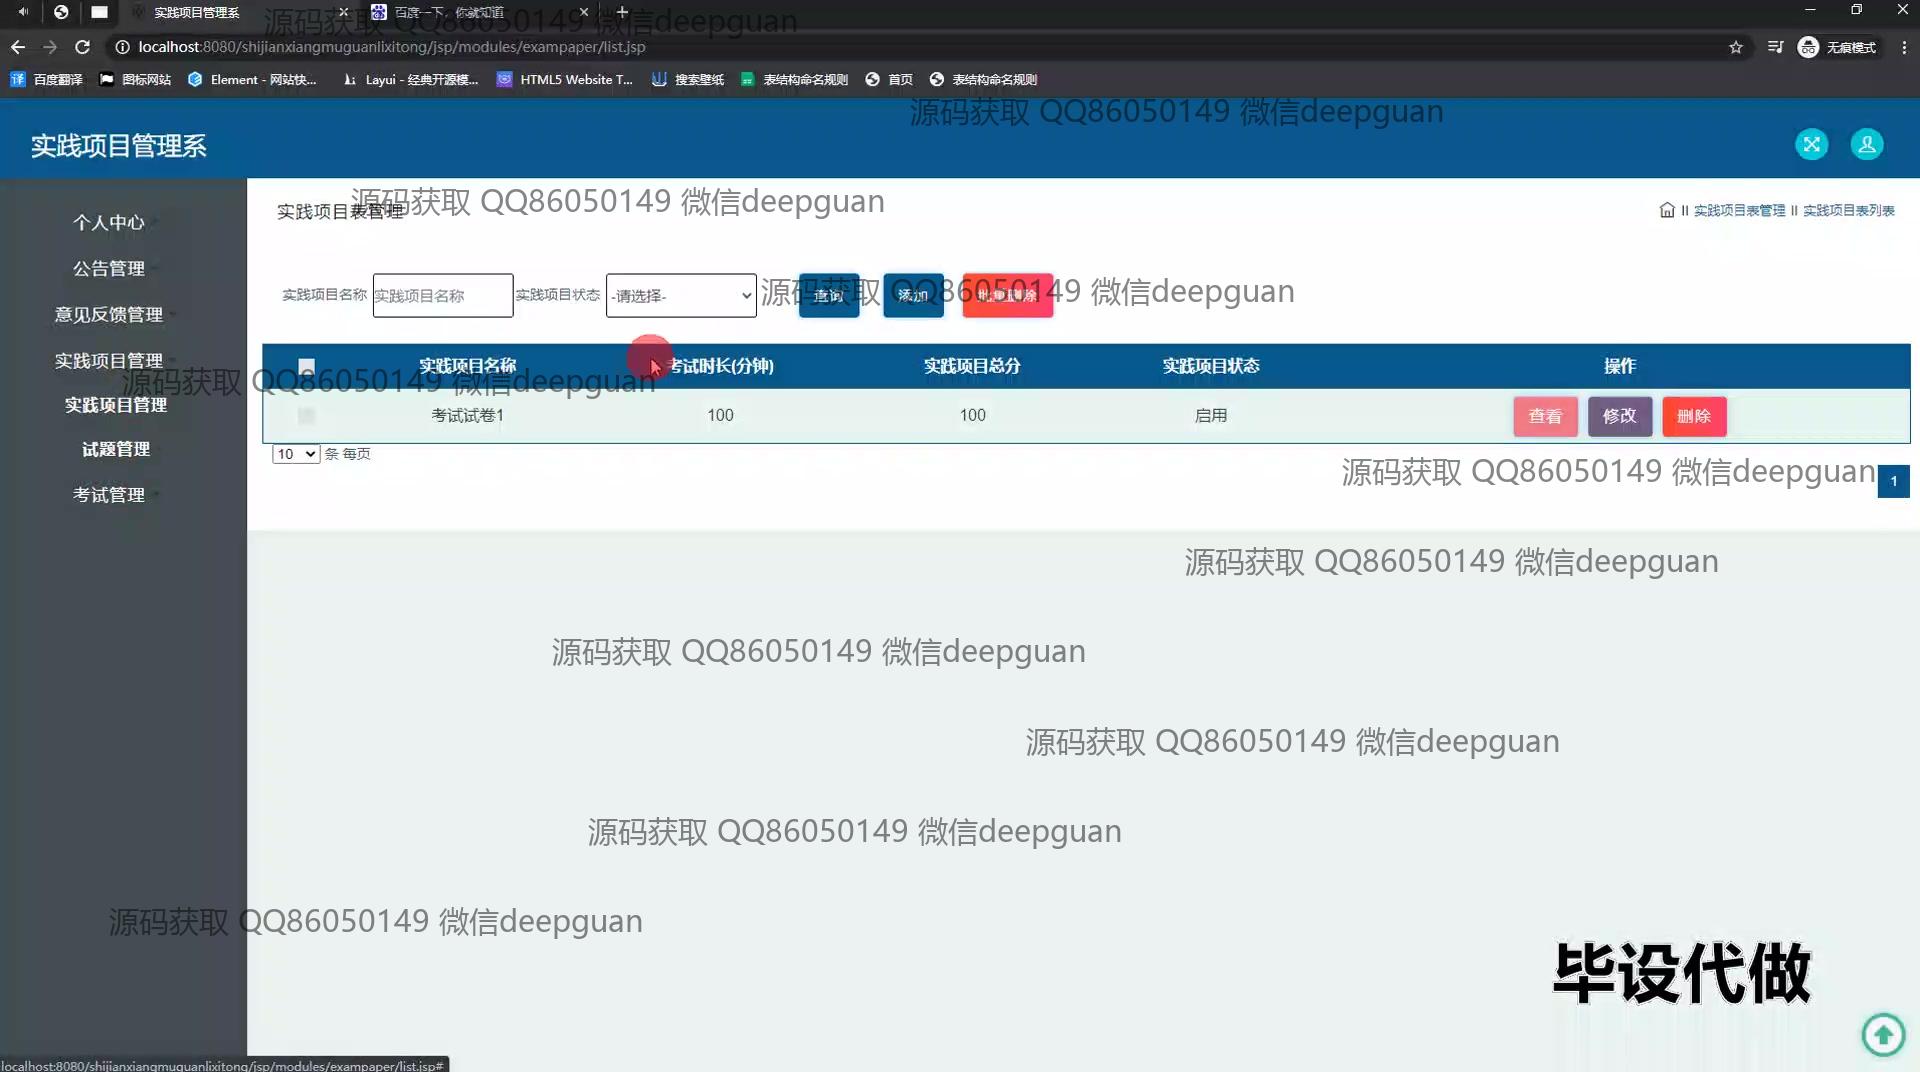 实践项目管理系
百度一下，你就知道
localhost:8080/shijianxiangmuguanlixitong/jsp/modules/exampaper/list.jsp
无痕模式
百度翻译
图标网站
Element - 网站快...
Layui - 经典开源模...
HTML5 Website T...
搜索壁纸
表结构命名规则
首页
表结构命名规则
源码获取 QQ86050149 微信deepguan
源码获取 QQ86050149 微信deepguan
实践项目管理系
个人中心
公告管理
意见反馈管理
实践项目管理
实践项目管理
试题管理
考试管理
实践项目表管理
源码获取 QQ86050149 微信deepguan
实践项目表管理
实践项目表列表
实践项目名称
实践项目名称
实践项目状态
-请选择-
查询
添加
批量删除
源码获取 QQ86050149 微信deepguan
实践项目名称
考试时长(分钟)
实践项目总分
实践项目状态
操作
源码获取 QQ86050149 微信deepguan
考试试卷1
100
100
启用
查看
修改
删除
10
条 每页
源码获取 QQ86050149 微信deepguan
1
源码获取 QQ86050149 微信deepguan
源码获取 QQ86050149 微信deepguan
源码获取 QQ86050149 微信deepguan
源码获取 QQ86050149 微信deepguan
源码获取 QQ86050149 微信deepguan
毕设代做
localhost:8080/shijianxiangmuguanlixitong/jsp/modules/exampaper/list.jsp#